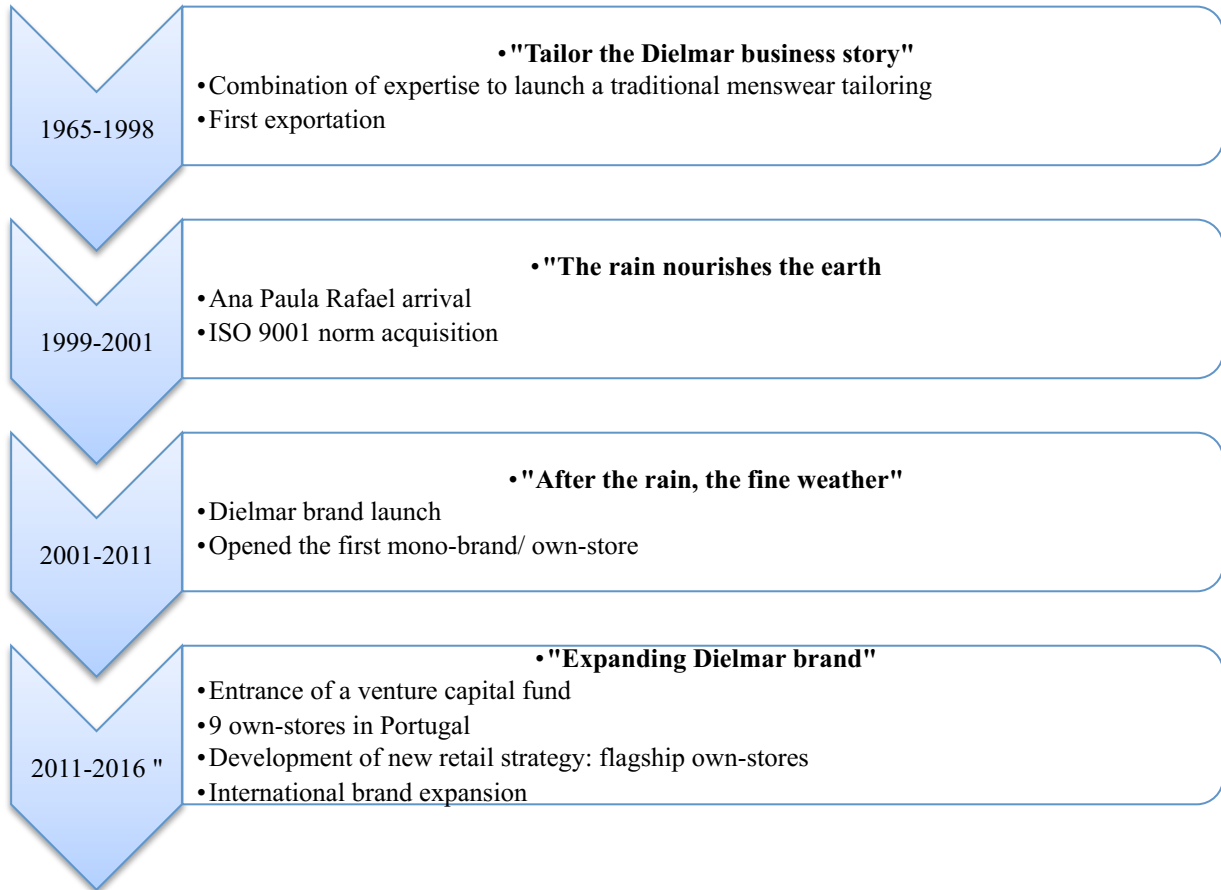 1965-1998
•"Tailor the Dielmar business story"
•Combination of expertise to launch a traditional menswear tailoring
•First exportation
1999-2001
•"The rain nourishes the earth
•Ana Paula Rafael arrival
•ISO 9001 norm acquisition
2001-2011
•"After the rain, the fine weather"
•Dielmar brand launch
•Opened the first mono-brand/ own-store
2011-2016 "
•"Expanding Dielmar brand"
•Entrance of a venture capital fund
•9 own-stores in Portugal
•Development of new retail strategy: flagship own-stores
•International brand expansion